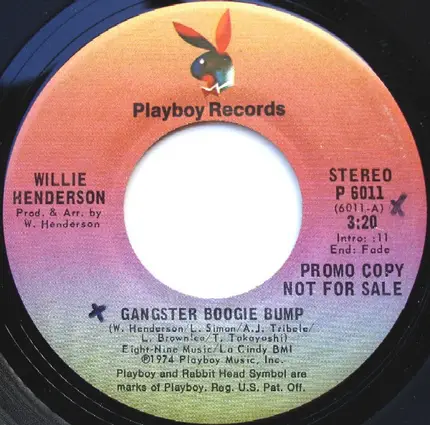 Playboy Records
WILLIE
HENDERSON
Prod. & Arr. by
W. Henderson
STEREO
P 6011
(6011-A)
3:20
Intro: :11
End: Fade
PROMO COPY
NOT FOR SALE
GANGSTER BOOGIE BUMP
(W. Henderson/L. Simon/A.J. Tribele/
L. Brownlee/T. Takayoshi)
Eight-Nine Music/La Cindy BMI
℗1974 Playboy Music, Inc.
Playboy and Rabbit Head Symbol are
marks of Playboy. Reg. U.S. Pat. Off.